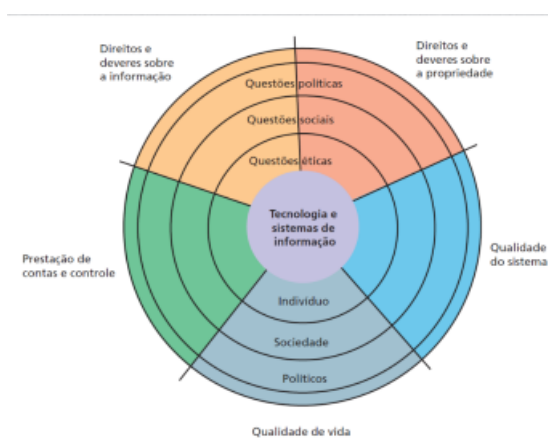 Direitos e
deveres sobre
a informação
Direitos e
deveres sobre
a propriedade
Questões políticas
Questões sociais
Questões éticas
Tecnologia e
sistemas de
informação
Prestação de
contas e controle
Qualidade
do sistema
Indivíduo
Sociedade
Políticos
Qualidade de vida